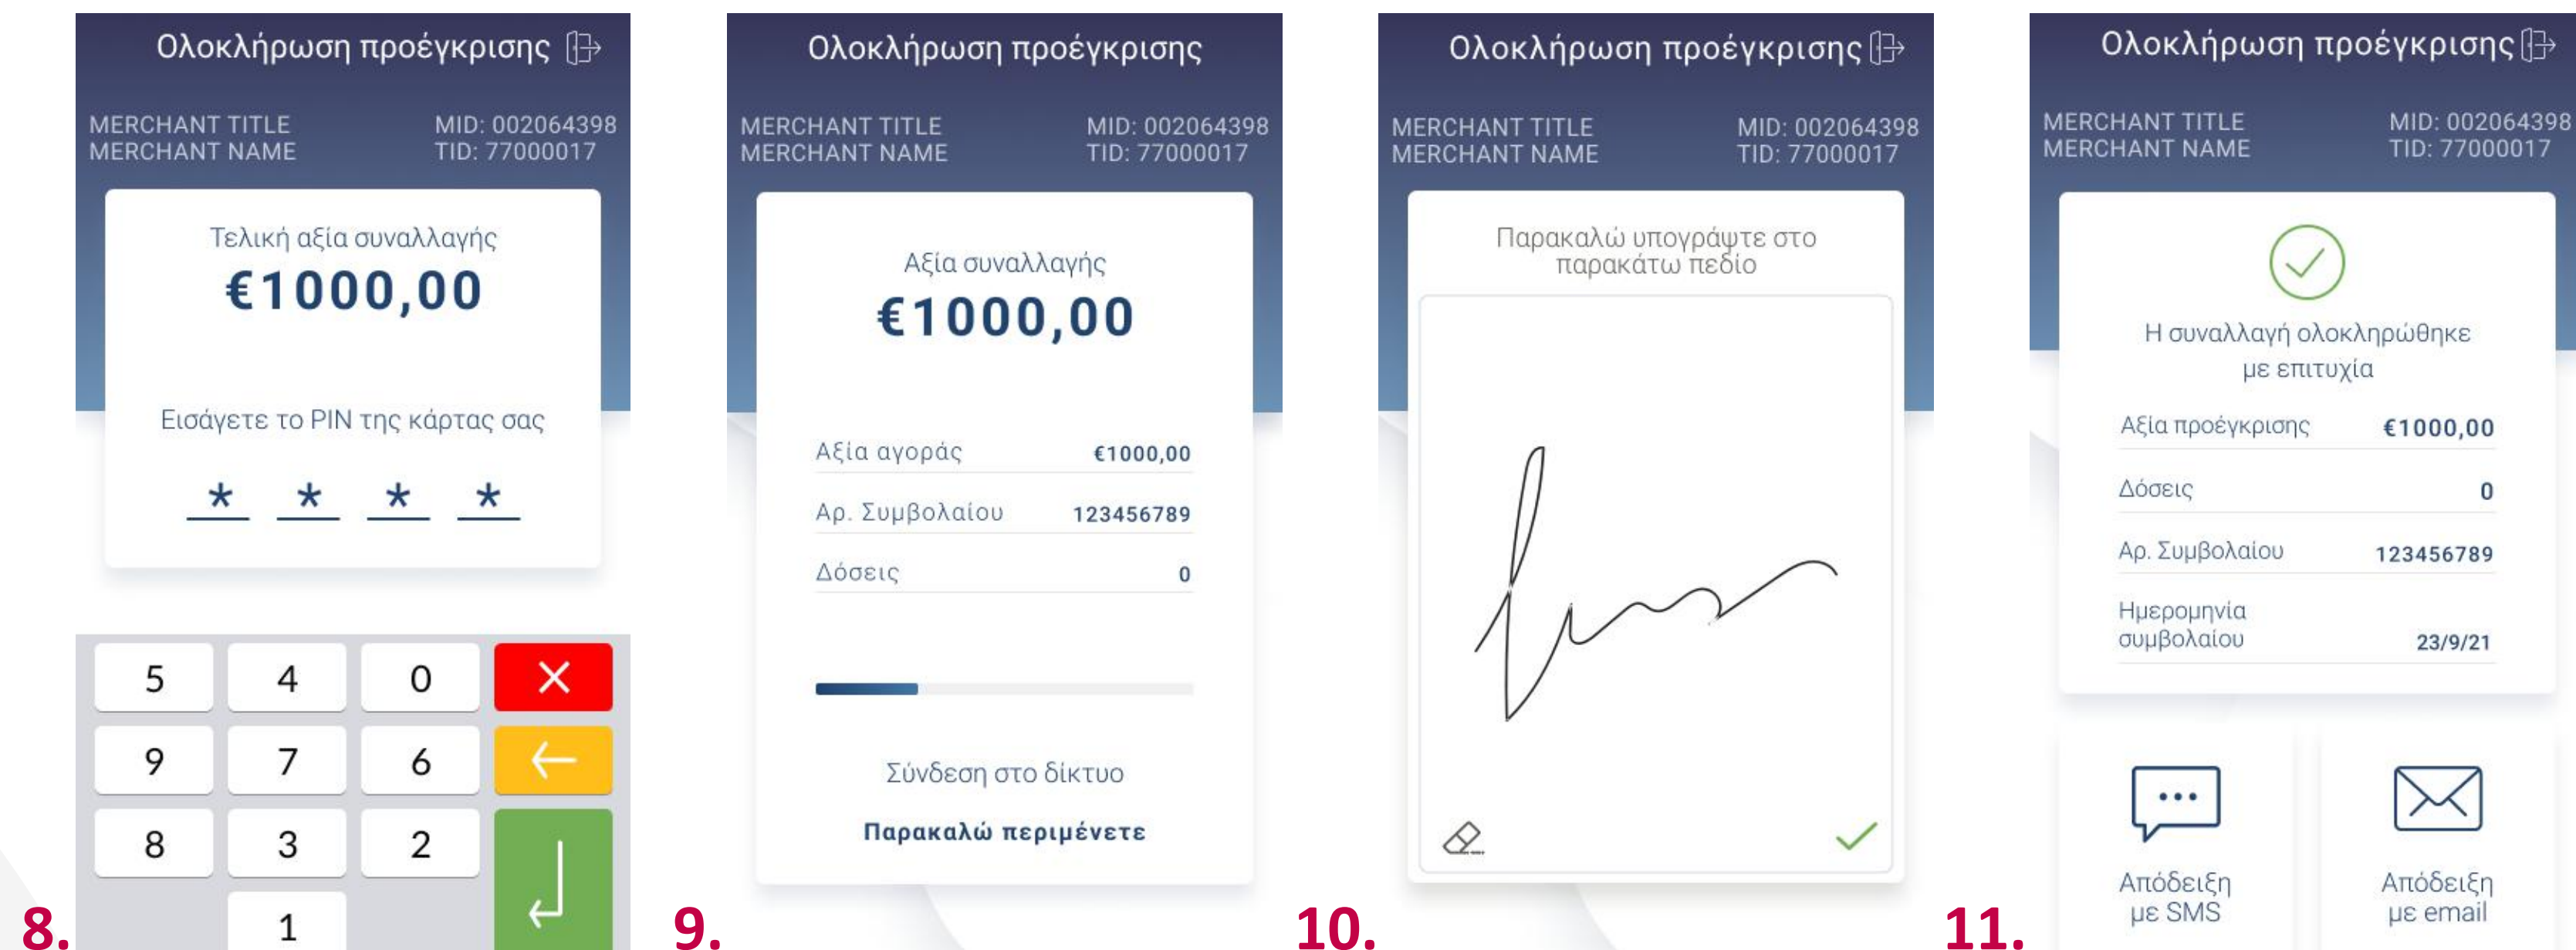 Ολοκλήρωση προέγκρισης
MERCHANT TITLE MID: 002064398
MERCHANT NAME TID: 77000017
Τελική αξία συναλλαγής
€1000,00
Εισάγετε το PIN της κάρτας σας
* * * *
5 4 0
9 7 6
8 3 2
1
8.
Ολοκλήρωση προέγκρισης
MERCHANT TITLE MID: 002064398
MERCHANT NAME TID: 77000017
Αξία συναλλαγής
€1000,00
Αξία αγοράς €1000,00
Αρ. Συμβολαίου 123456789
Δόσεις 0
Σύνδεση στο δίκτυο
Παρακαλώ περιμένετε
9.
Ολοκλήρωση προέγκρισης
MERCHANT TITLE MID: 002064398
MERCHANT NAME TID: 77000017
Παρακαλώ υπογράψτε στο
παρακάτω πεδίο
10.
Ολοκλήρωση προέγκρισης
MERCHANT TITLE MID: 002064398
MERCHANT NAME TID: 77000017
Η συναλλαγή ολοκληρώθηκε
με επιτυχία
Αξία προέγκρισης €1000,00
Δόσεις 0
Αρ. Συμβολαίου 123456789
Ημερομηνία
συμβολαίου 23/9/21
Απόδειξη
με SMS
Απόδειξη
με email
11.